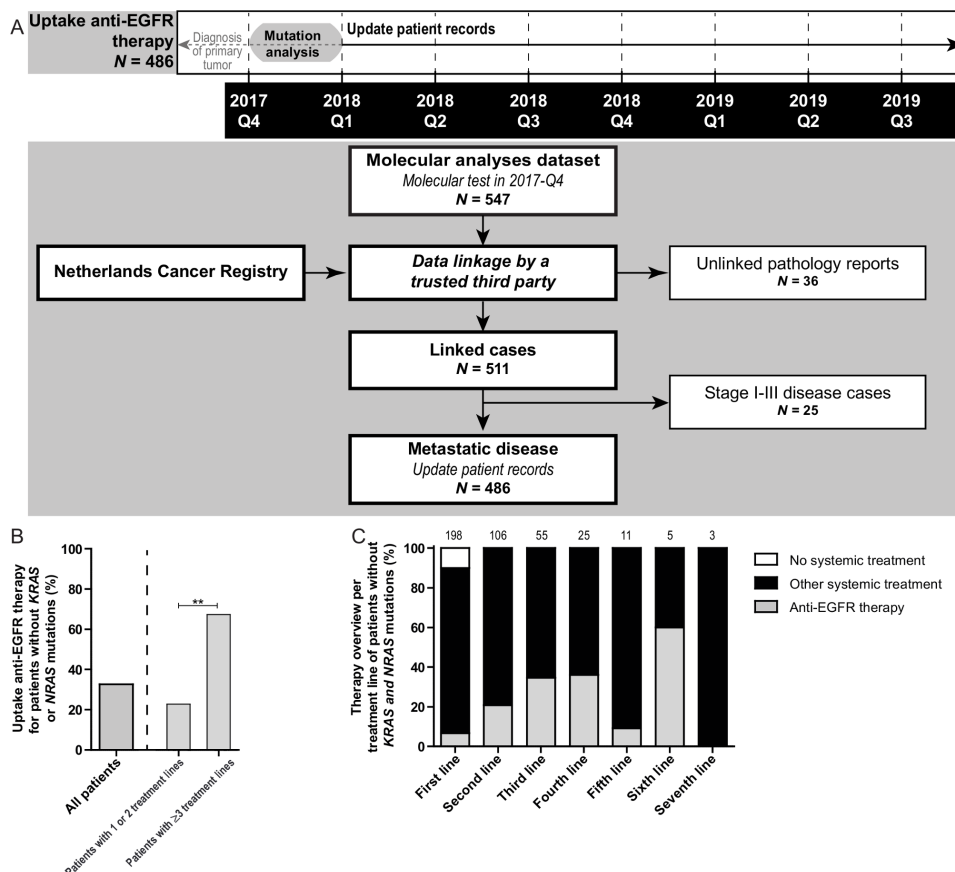 A
Uptake anti-EGFR
therapy
N = 486
Diagnosis
of primary
tumor
Mutation
analysis
Update patient records
2017
Q4
2018
Q1
2018
Q2
2018
Q3
2018
Q4
2019
Q1
2019
Q2
2019
Q3
Molecular analyses dataset
Molecular test in 2017-Q4
N = 547
Netherlands Cancer Registry
Data linkage by a
trusted third party
Unlinked pathology reports
N = 36
Linked cases
N = 511
Stage I-III disease cases
N = 25
Metastatic disease
Update patient records
N = 486
B
Uptake anti-EGFR therapy
for patients without KRAS
or NRAS mutations (%)
100
80
60
40
20
0
**
All patients
Patients with 1 or 2 treatment lines
Patients with ≥3 treatment lines
C
Therapy overview per
treatment line of patients without
KRAS and NRAS mutations (%)
100
80
60
40
20
0
198
106
55
25
11
5
3
First line
Second line
Third line
Fourth line
Fifth line
Sixth line
Seventh line
No systemic treatment
Other systemic treatment
Anti-EGFR therapy